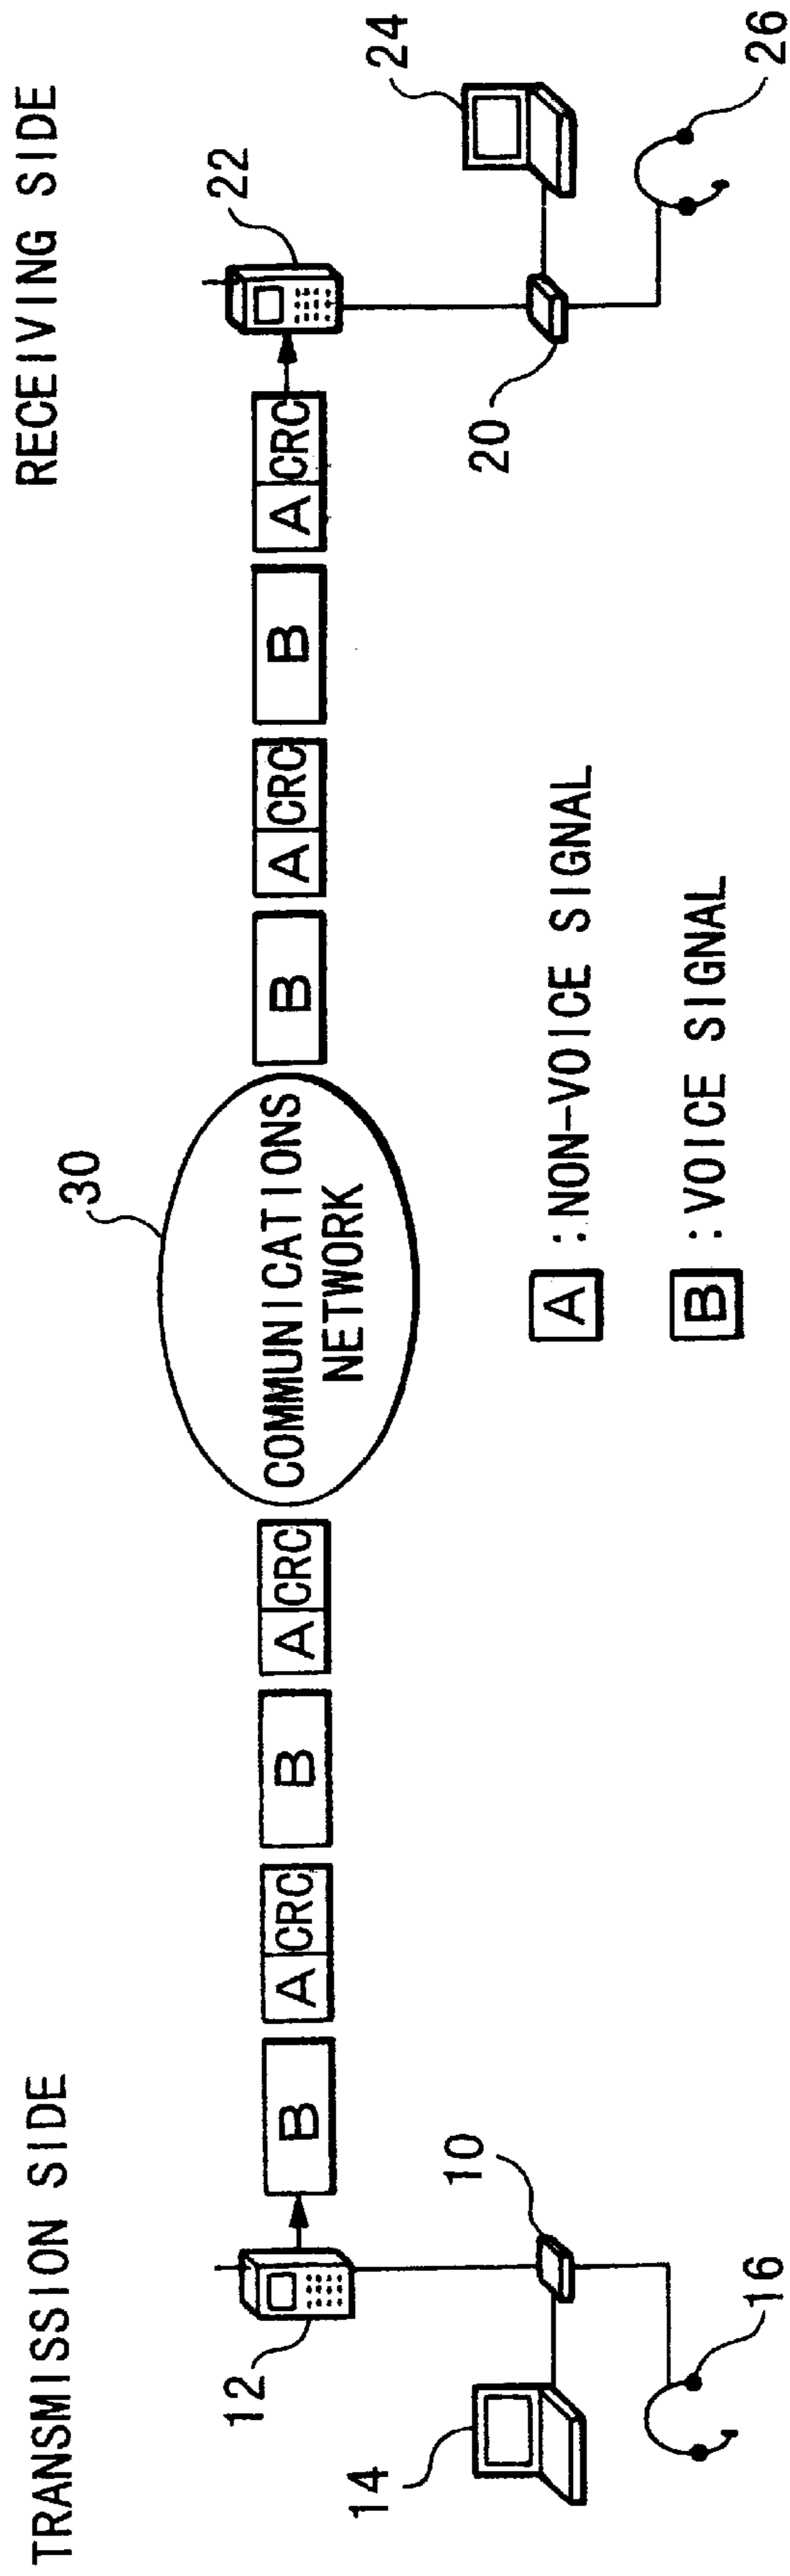 TRANSMISSION SIDE
RECEIVING SIDE
30
22
24
12
B
A CRC
B
A CRC
COMMUNICATIONS
NETWORK
B
A CRC
B
A CRC
14
10
20
16
26
A :NON-VOICE SIGNAL
B :VOICE SIGNAL